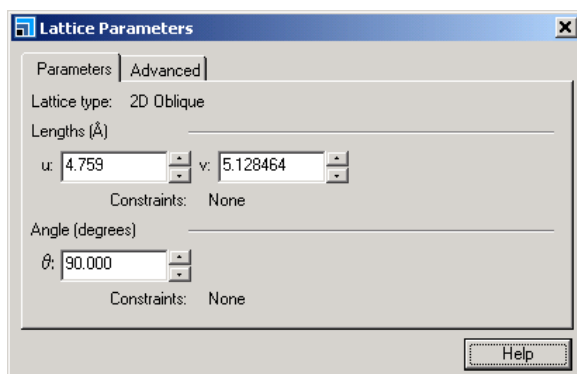 Lattice Parameters
Parameters Advanced
Lattice type: 2D Oblique
Lengths (Å)
u: 4.759 v: 5.128464
Constraints: None
Angle (degrees)
θ: 90.000
Constraints: None
Help